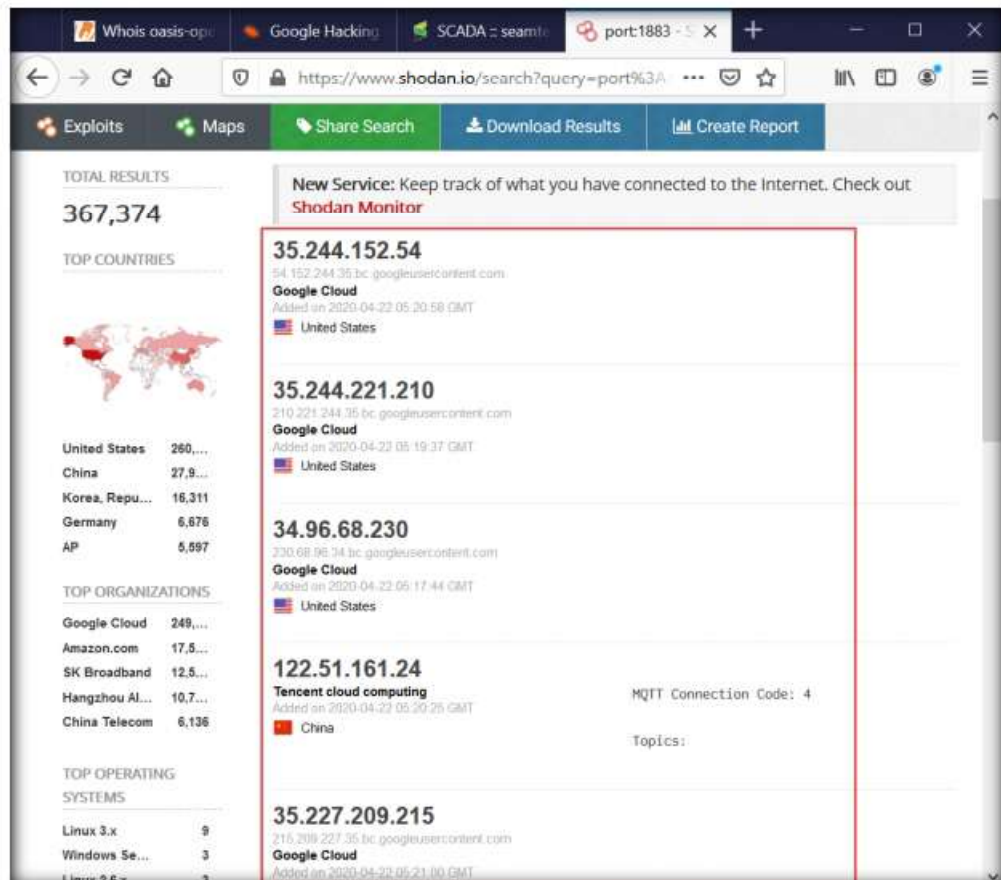 Whois oasis-op
Google Hacking
SCADA :: seamte
port:1883 - S
https://www.shodan.io/search?query=port%3A
Exploits
Maps
Share Search
Download Results
Create Report
TOTAL RESULTS
367,374
New Service: Keep track of what you have connected to the Internet. Check out
Shodan Monitor
TOP COUNTRIES
United States 260,...
China 27,9...
Korea, Repu... 16,311
Germany 6,676
AP 5,597
TOP ORGANIZATIONS
Google Cloud 249,...
Amazon.com 17,5...
SK Broadband 12,5...
Hangzhou Al... 10,7...
China Telecom 6,136
TOP OPERATING
SYSTEMS
Linux 3.x 9
Windows Se... 3
Linux 2.6.x 3
35.244.152.54
54.152.244.35.bc.googleusercontent.com
Google Cloud
Added on 2020-04-22 05:20:58 GMT
United States
35.244.221.210
210.221.244.35.bc.googleusercontent.com
Google Cloud
Added on 2020-04-22 05:19:37 GMT
United States
34.96.68.230
230.68.96.34.bc.googleusercontent.com
Google Cloud
Added on 2020-04-22 05:17:44 GMT
United States
122.51.161.24
Tencent cloud computing
Added on 2020-04-22 05:20:25 GMT
China
MQTT Connection Code: 4
Topics:
35.227.209.215
215.209.227.35.bc.googleusercontent.com
Google Cloud
Added on 2020-04-22 05:21:00 GMT